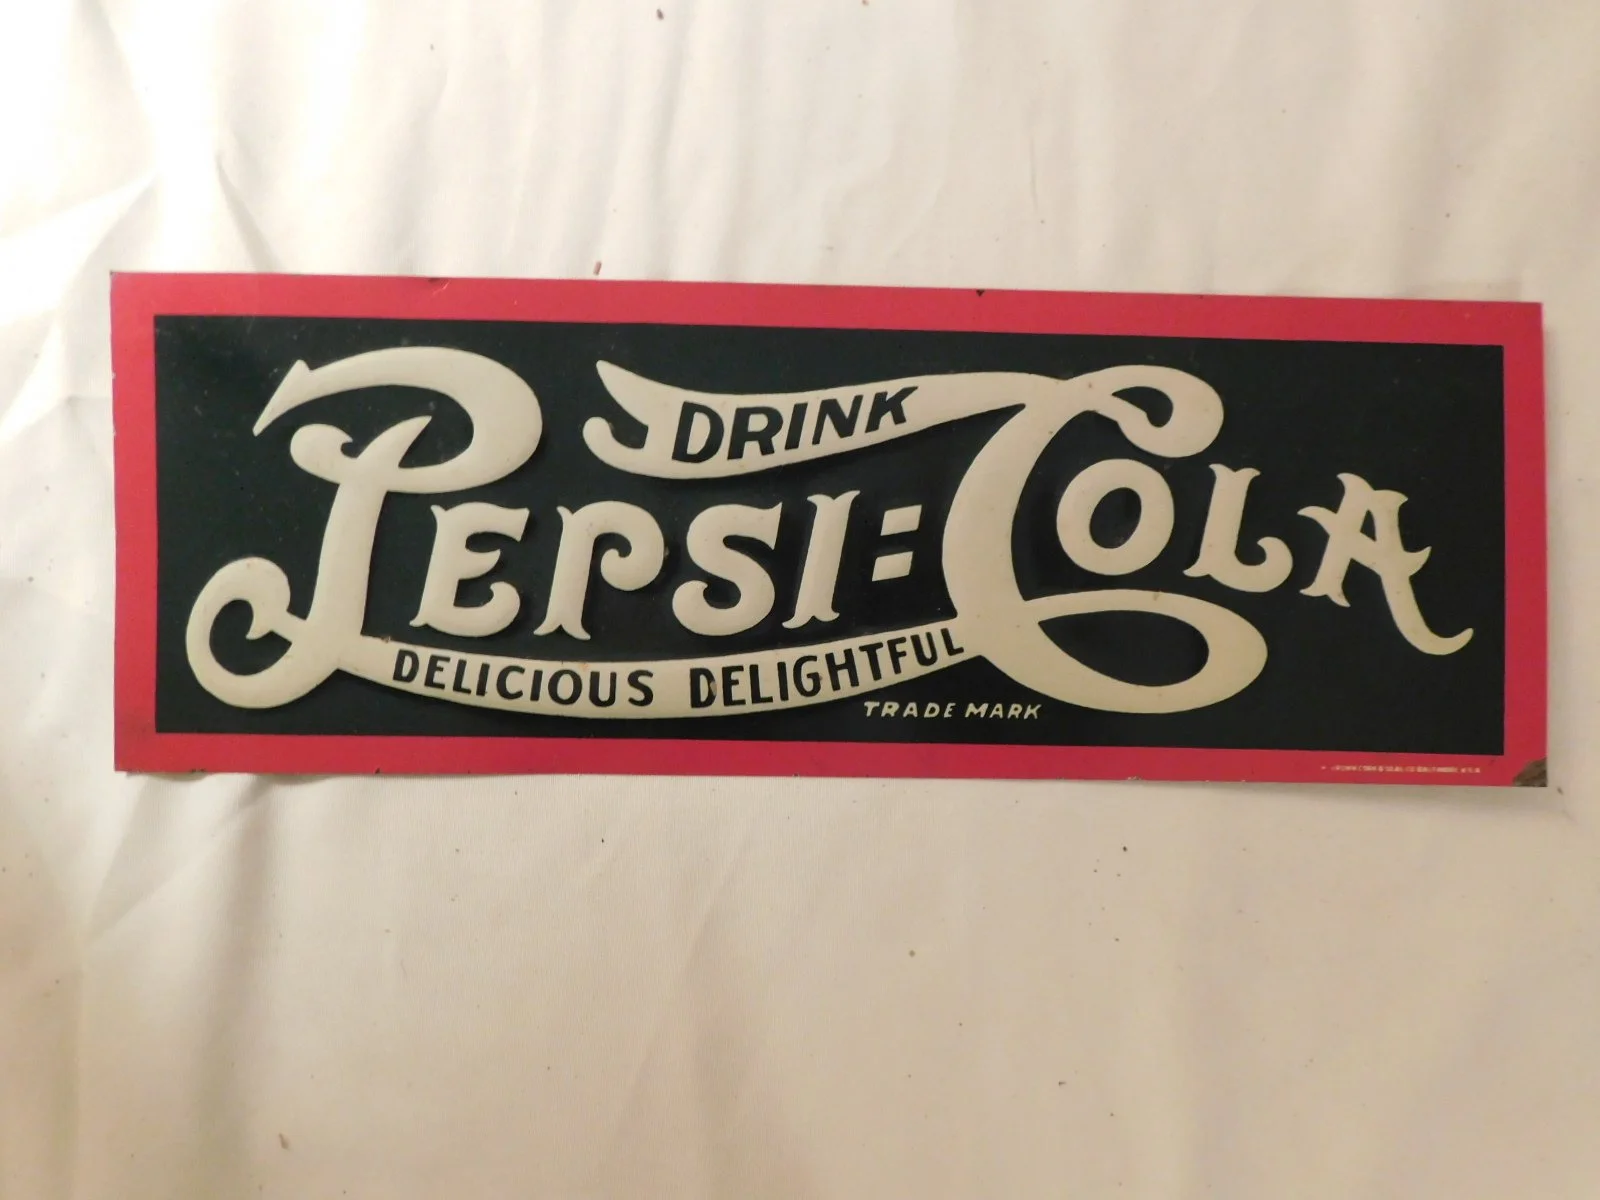 DRINK
PEPSI=COLA
DELICIOUS DELIGHTFUL
TRADE MARK